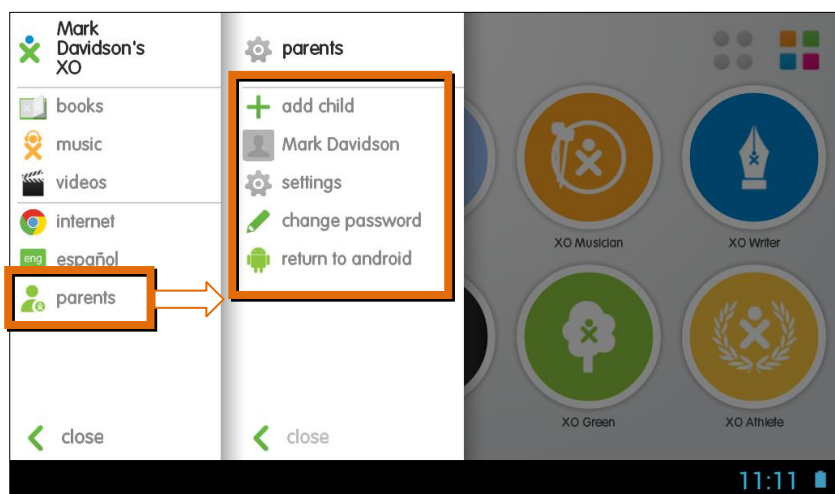 Mark
Davidson's
XO
books
music
videos
internet
eng español
parents
close
parents
add child
Mark Davidson
settings
change password
return to android
close
XO Musician
XO Writer
XO Green
XO Athlete
11:11